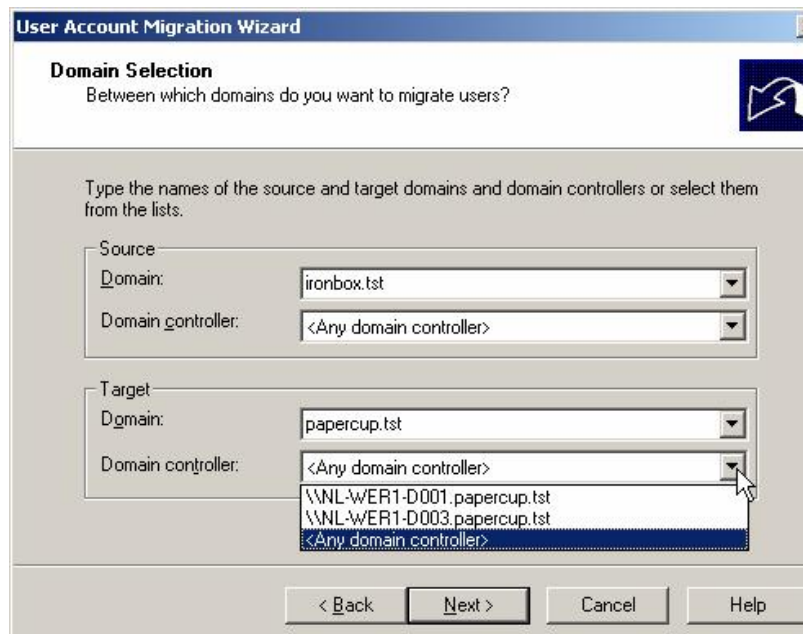 User Account Migration Wizard
Domain Selection
Between which domains do you want to migrate users?
Type the names of the source and target domains and domain controllers or select them
from the lists.
Source
Domain:
ironbox.tst
Domain controller:
<Any domain controller>
Target
Domain:
papercup.tst
Domain controller:
<Any domain controller>
\\NL-WER1-D001.papercup.tst
\\NL-WER1-D003.papercup.tst
<Any domain controller>
< Back
Next >
Cancel
Help